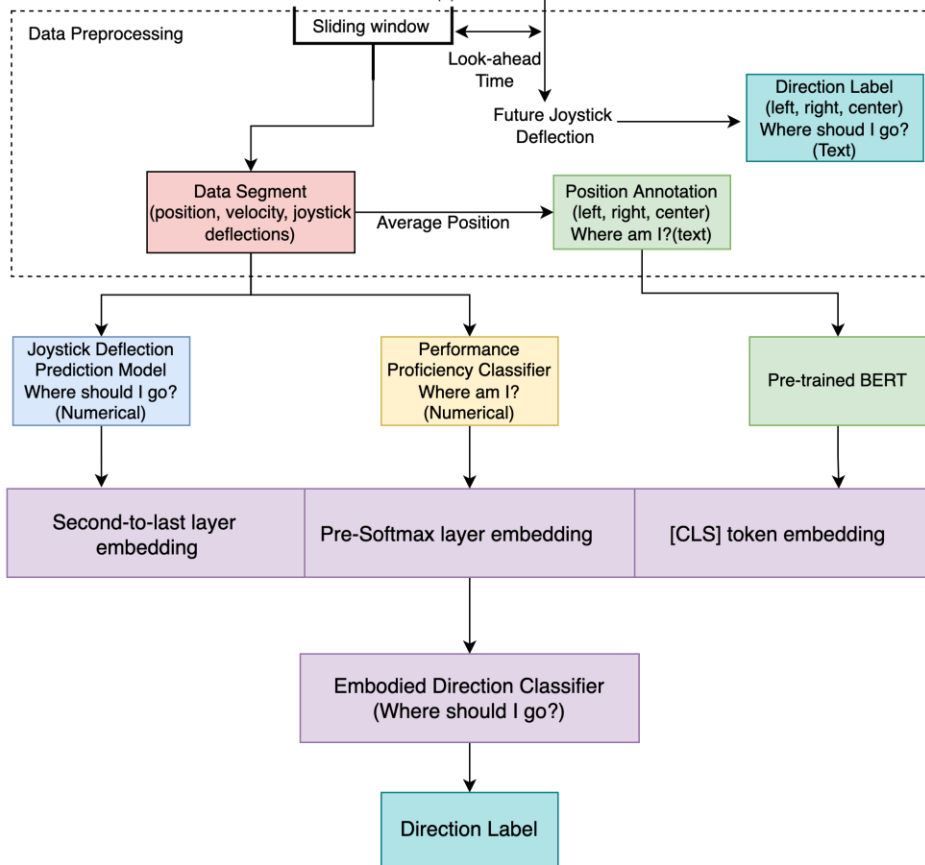 Data Preprocessing
Sliding window
Look-ahead
Time
Future Joystick
Deflection
Direction Label
(left, right, center)
Where shoud I go?
(Text)
Data Segment
(position, velocity, joystick
deflections)
Average Position
Position Annotation
(left, right, center)
Where am I?(text)
Joystick Deflection
Prediction Model
Where should I go?
(Numerical)
Performance
Proficiency Classifier
Where am I?
(Numerical)
Pre-trained BERT
Second-to-last layer
embedding
Pre-Softmax layer embedding
[CLS] token embedding
Embodied Direction Classifier
(Where should I go?)
Direction Label